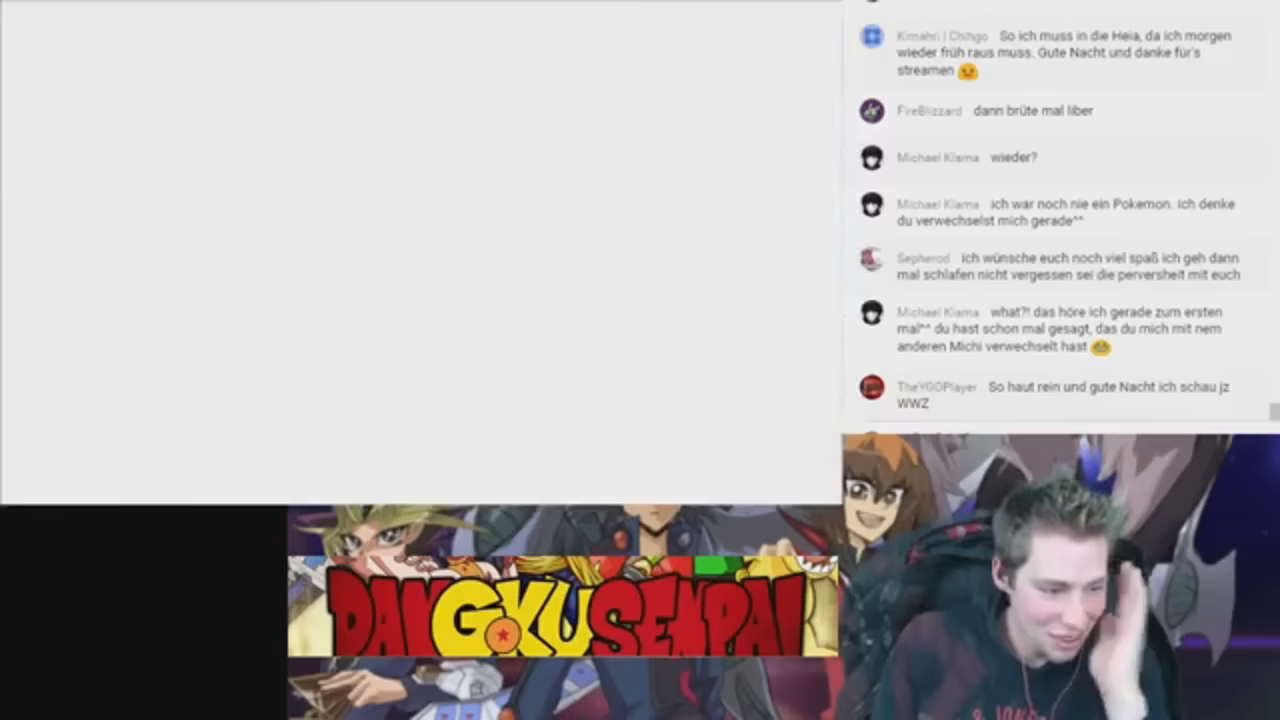 Kimahri | Chihgo So ich muss in die Heia, da ich morgen
wieder früh raus muss. Gute Nacht und danke für's
streamen
FireBlizzard dann brüte mal liber
Michael Klama wieder?
Michael Klama ich war noch nie ein Pokemon. Ich denke
du verwechselst mich gerade^^
Sepherod ich wünsche euch noch viel spaß ich geh dann
mal schlafen nicht vergessen sei die perversheit mit euch
Michael Klama what?! das höre ich gerade zum ersten
mal^^ du hast schon mal gesagt, das du mich mit nem
anderen Michi verwechselt hast
TheYGOPlayer So haut rein und gute Nacht ich schau jz
WWZ
DANGOKUSENPAI